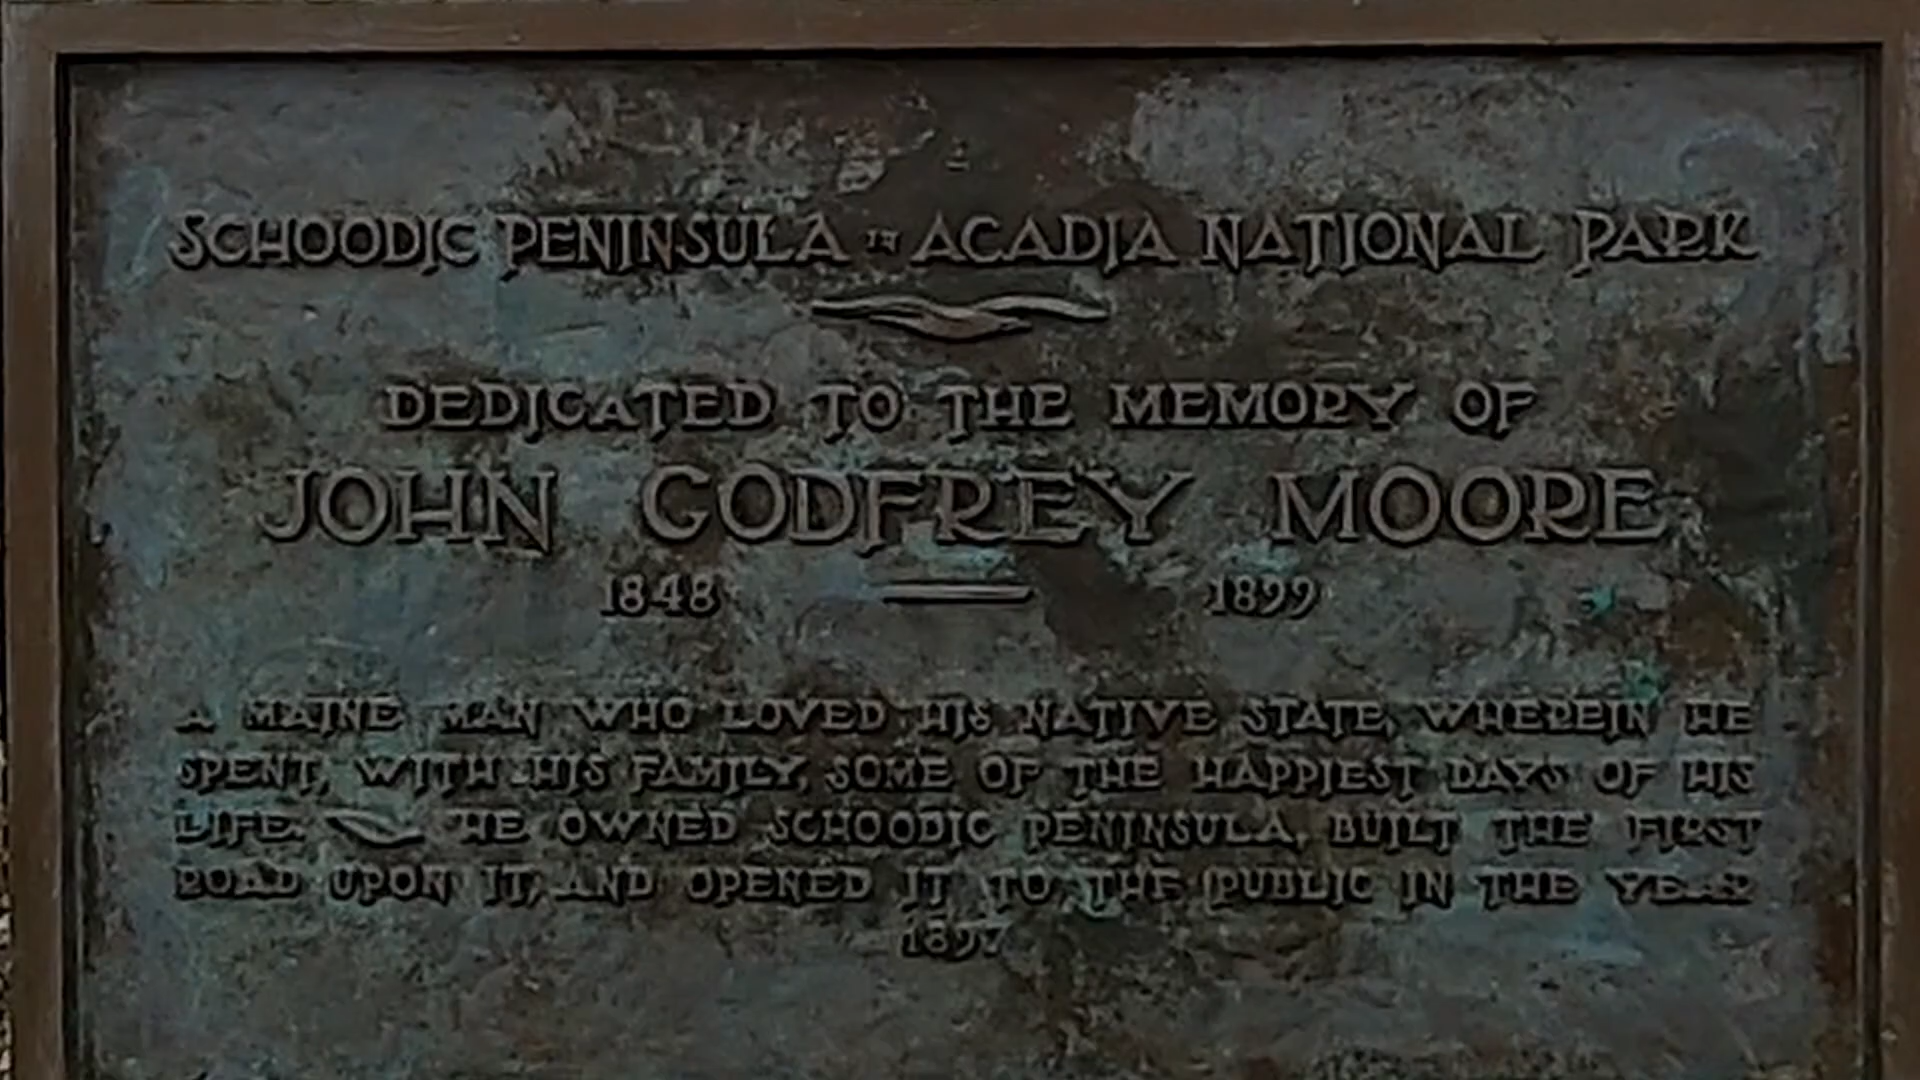 SCHOODIC PENINSULA IN ACADIA NATIONAL PARK
DEDICATED TO THE MEMORY OF
JOHN GODFREY MOORE
1848 — 1899
A MAINE MAN WHO LOVED HIS NATIVE STATE, WHEREIN HE
SPENT, WITH HIS FAMILY, SOME OF THE HAPPIEST DAYS OF HIS
LIFE. HE OWNED SCHOODIC PENINSULA, BUILT THE FIRST
ROAD UPON IT, AND OPENED IT TO THE PUBLIC IN THE YEAR
1897